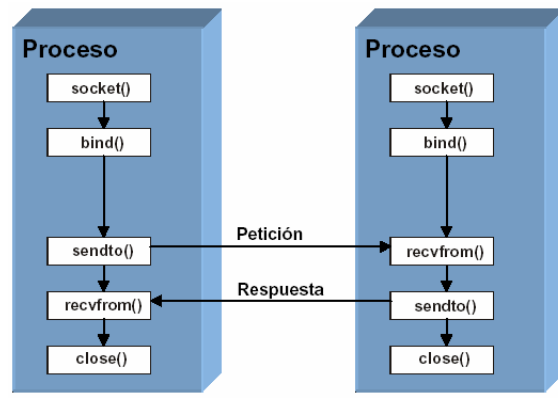 Proceso
socket()
bind()
sendto()
recvfrom()
close()
Petición
Respuesta
Proceso
socket()
bind()
recvfrom()
sendto()
close()